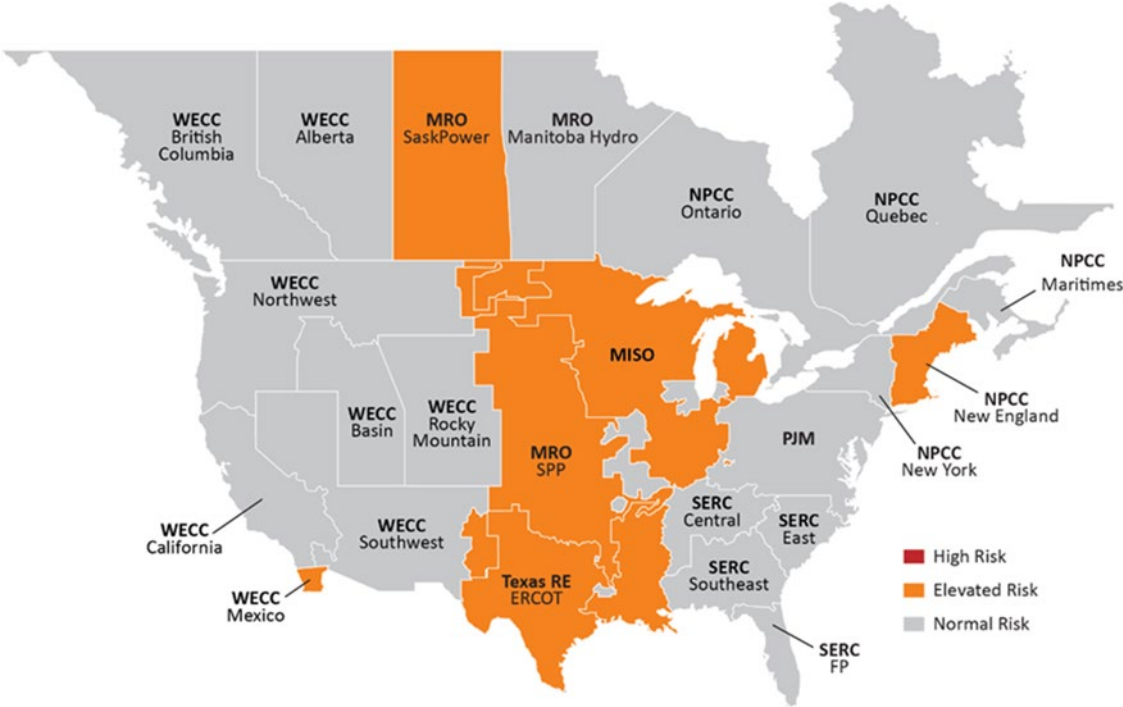 WECC
British
Columbia
WECC
Alberta
MRO
SaskPower
MRO
Manitoba Hydro
NPCC
Ontario
NPCC
Quebec
NPCC
Maritimes
WECC
Northwest
MISO
WECC
Basin
WECC
Rocky
Mountain
NPCC
New England
PJM
NPCC
New York
MRO
SPP
SERC
Central
SERC
East
WECC
California
WECC
Southwest
SERC
Southeast
Texas RE
ERCOT
WECC
Mexico
SERC
FP
High Risk
Elevated Risk
Normal Risk